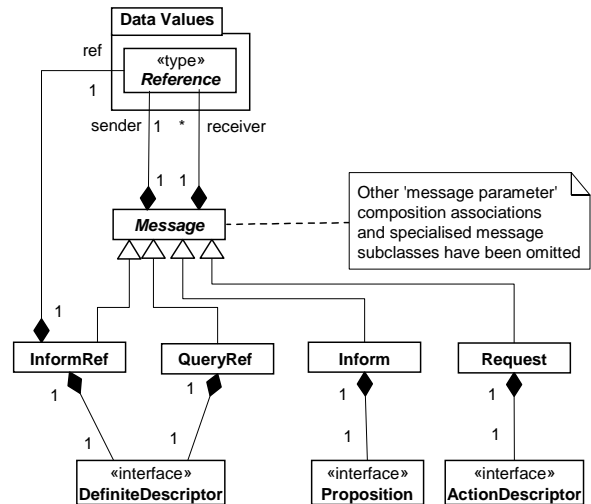 Data Values
ref
«type»
Reference
1
sender 1 * receiver
1 1
Message
Other 'message parameter'
composition associations
and specialised message
subclasses have been omitted
1
InformRef QueryRef Inform Request
1 1 1 1
1 1 1 1
«interface» «interface» «interface»
DefiniteDescriptor Proposition ActionDescriptor